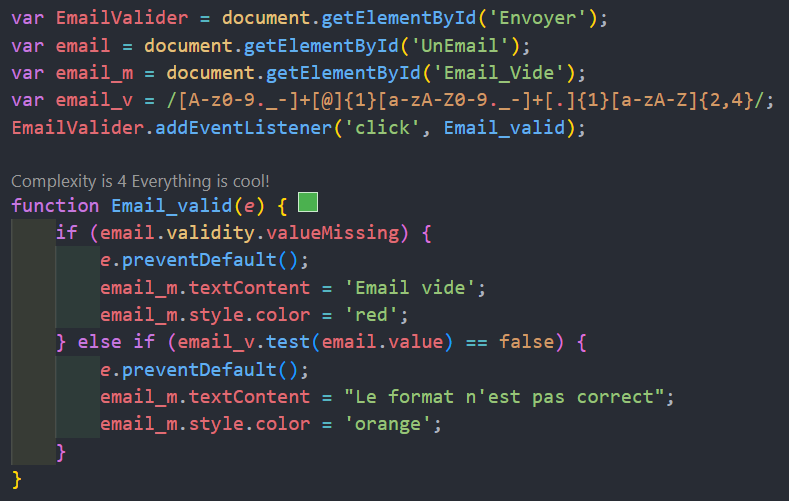 var EmailValider = document.getElementById('Envoyer');
var email = document.getElementById('UnEmail');
var email_m = document.getElementById('Email_Vide');
var email_v = /[A-z0-9._-]+[@]{1}[a-zA-Z0-9._-]+[.]{1}[a-zA-Z]{2,4}/;
EmailValider.addEventListener('click', Email_valid);
Complexity is 4 Everything is cool!
function Email_valid(e) {
if (email.validity.valueMissing) {
e.preventDefault();
email_m.textContent = 'Email vide';
email_m.style.color = 'red';
} else if (email_v.test(email.value) == false) {
e.preventDefault();
email_m.textContent = "Le format n'est pas correct";
email_m.style.color = 'orange';
}
}